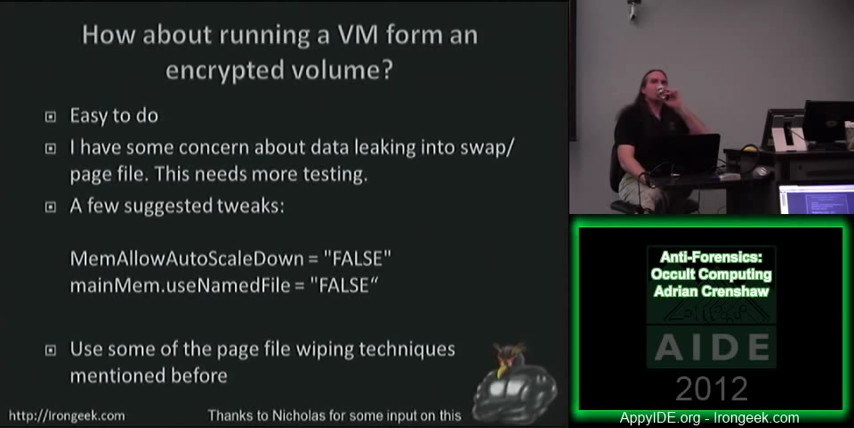 How about running a VM form an
encrypted volume?
Easy to do
I have some concern about data leaking into swap/
page file. This needs more testing.
A few suggested tweaks:
MemAllowAutoScaleDown = "FALSE"
mainMem.useNamedFile = "FALSE“
Use some of the page file wiping techniques
mentioned before
http://Irongeek.com
Thanks to Nicholas for some input on this
Anti-Forensics:
Occult Computing
Adrian Crenshaw
AIDE
2012
AppyIDE.org - Irongeek.com